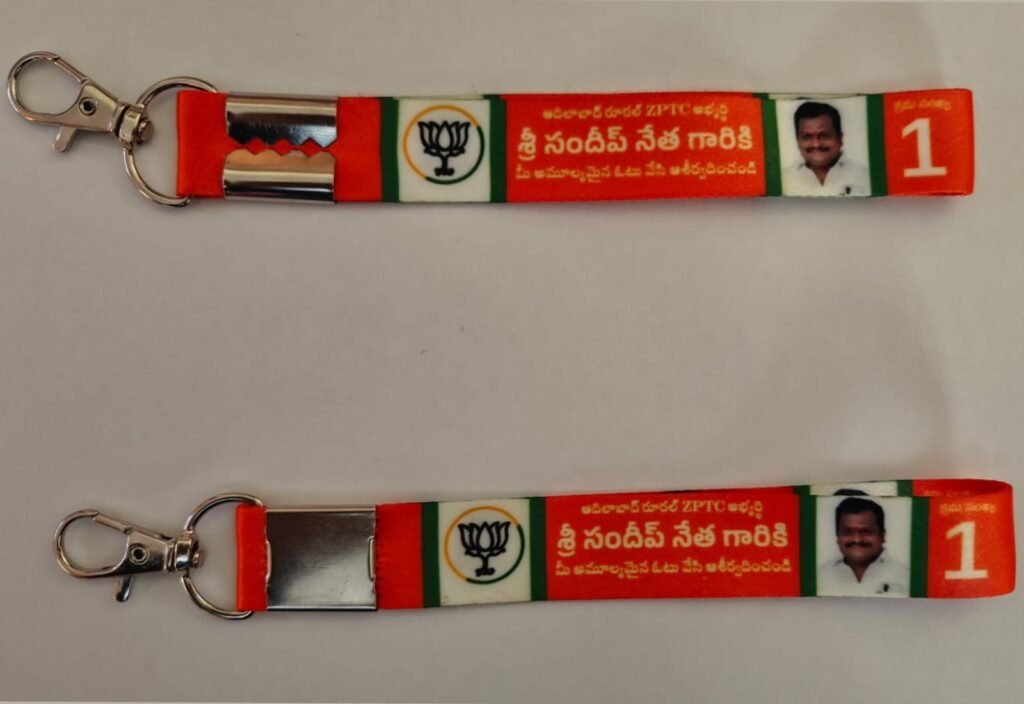 ఆదిలాబాద్ రూరల్ ZPTC అభ్యర్థి
శ్రీ సందీప్ నేత గారికి
మీ అమూల్యమైన ఓటు వేసి ఆశీర్వదించండి
క్రమ సంఖ్య
1
ఆదిలాబాద్ రూరల్ ZPTC అభ్యర్థి
శ్రీ సందీప్ నేత గారికి
మీ అమూల్యమైన ఓటు వేసి ఆశీర్వదించండి
క్రమ సంఖ్య
1